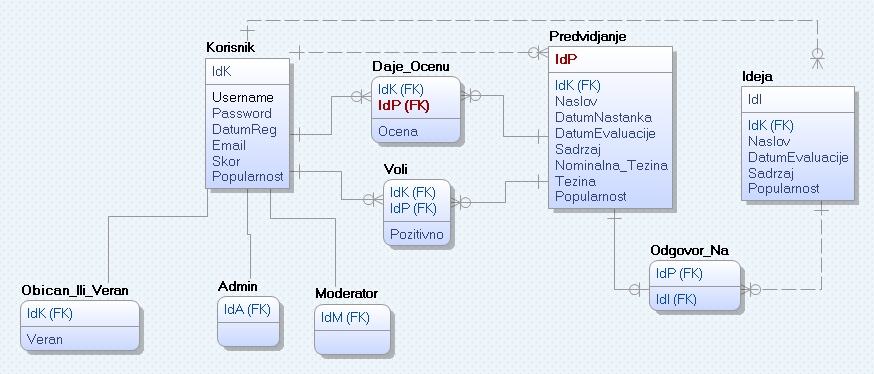 Korisnik
IdK
Username
Password
DatumReg
Email
Skor
Popularnost
Daje_Ocenu
IdK (FK)
IdP (FK)
Ocena
Voli
IdK (FK)
IdP (FK)
Pozitivno
Predvidjanje
IdP
IdK (FK)
Naslov
DatumNastanka
DatumEvaluacije
Sadrzaj
Nominalna_Tezina
Tezina
Popularnost
Ideja
IdI
IdK (FK)
Naslov
DatumEvaluacije
Sadrzaj
Popularnost
Odgovor_Na
IdP (FK)
IdI (FK)
Obican_Ili_Veran
IdK (FK)
Veran
Admin
IdA (FK)
Moderator
IdM (FK)